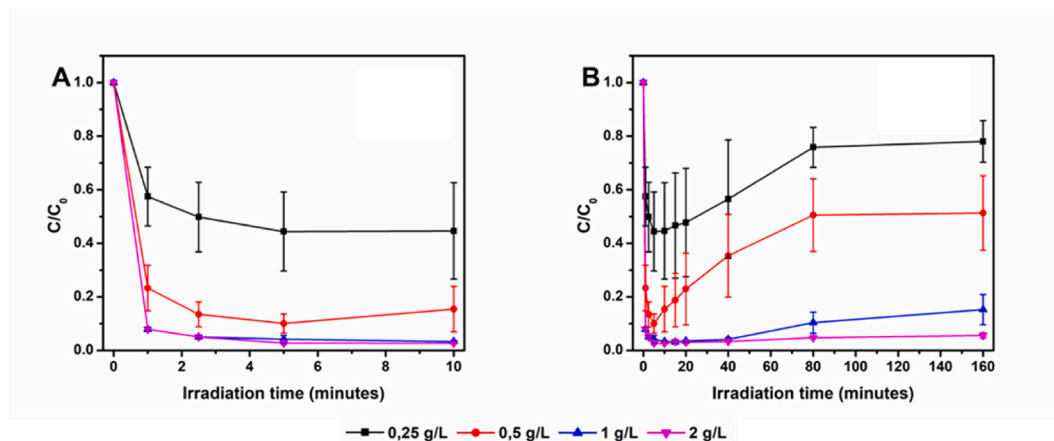 A
C/C0
1.0
0.8
0.6
0.4
0.2
0.0
0 2 4 6 8 10
Irradiation time (minutes)
B
C/C0
1.0
0.8
0.6
0.4
0.2
0.0
0 20 40 60 80 100 120 140 160
Irradiation time (minutes)
0,25 g/L 0,5 g/L 1 g/L 2 g/L